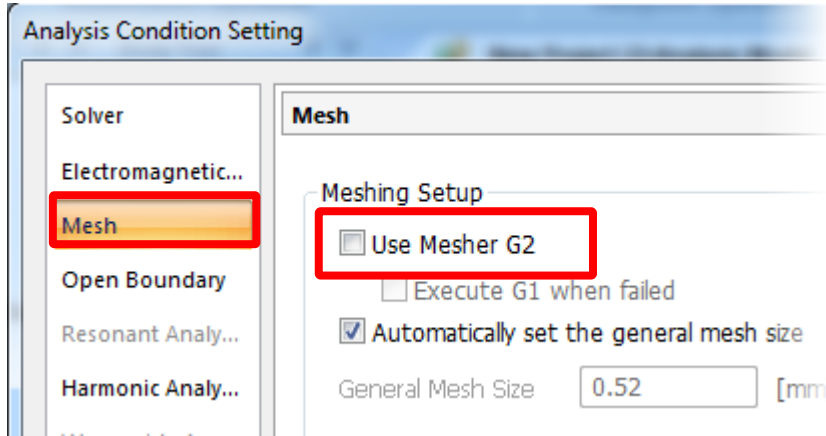 Analysis Condition Setting
Solver
Electromagnetic...
Mesh
Open Boundary
Resonant Analy...
Harmonic Analy...
Mesh
Meshing Setup
Use Mesher G2
Execute G1 when failed
Automatically set the general mesh size
General Mesh Size 0.52 [mm